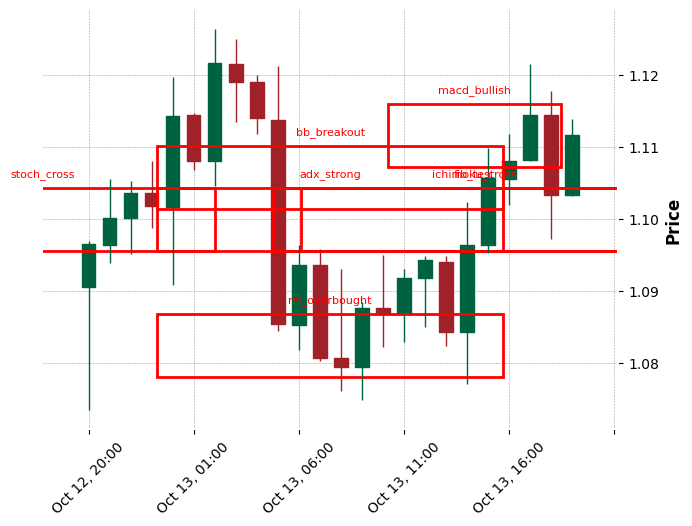 macd_bullish
1.12
bb_breakout
1.11
stoch_cross
adx_strong
1.10
Price
1.09
rsi_overbought
1.08
Oct 12, 20:00
Oct 13, 01:00
Oct 13, 06:00
Oct 13, 11:00
Oct 13, 16:00